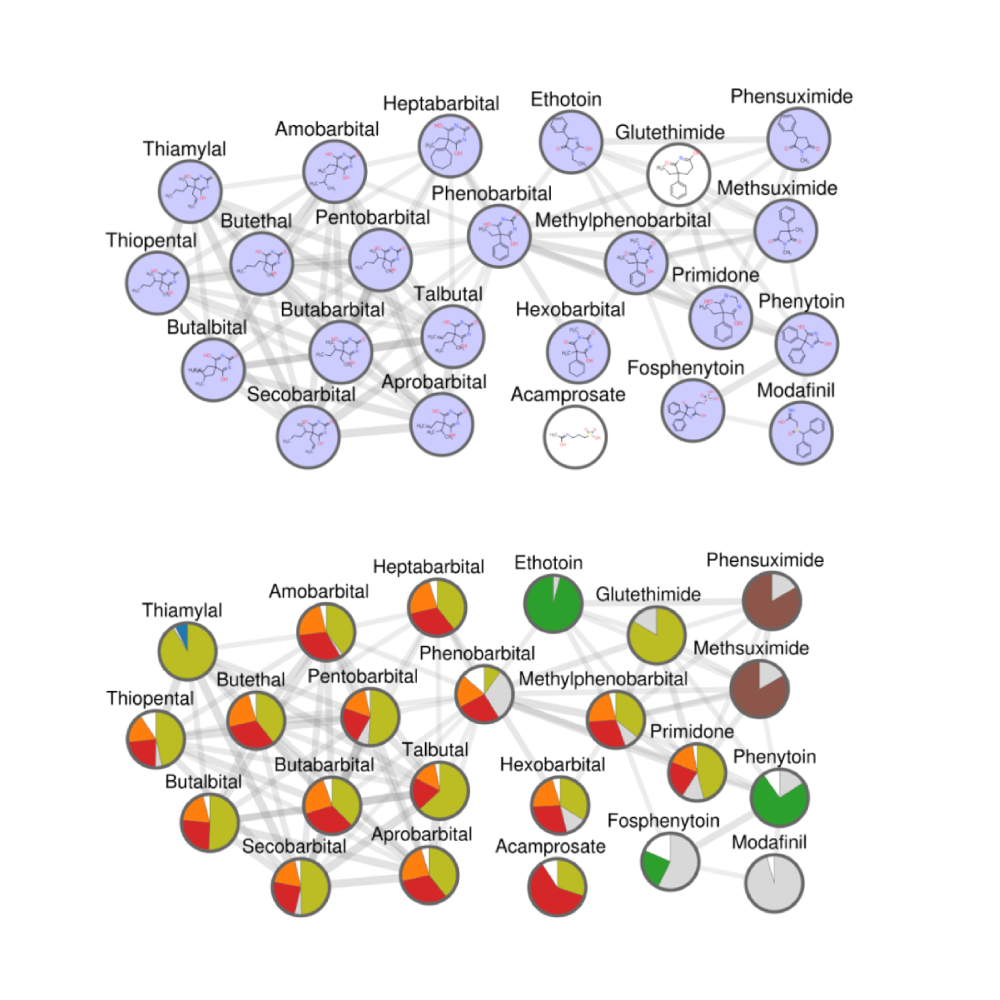 Heptabarbital
Ethotoin
Phensuximide
Amobarbital
Glutethimide
Thiamylal
Phenobarbital
Methsuximide
Butethal
Pentobarbital
Methylphenobarbital
Thiopental
Primidone
Talbutal
Phenytoin
Butabarbital
Hexobarbital
Butalbital
Fosphenytoin
Aprobarbital
Modafinil
Secobarbital
Acamprosate
Ethotoin
Phensuximide
Heptabarbital
Amobarbital
Glutethimide
Thiamylal
Methsuximide
Phenobarbital
Butethal
Pentobarbital
Methylphenobarbital
Thiopental
Primidone
Talbutal
Phenytoin
Butabarbital
Hexobarbital
Butalbital
Fosphenytoin
Aprobarbital
Modafinil
Secobarbital
Acamprosate